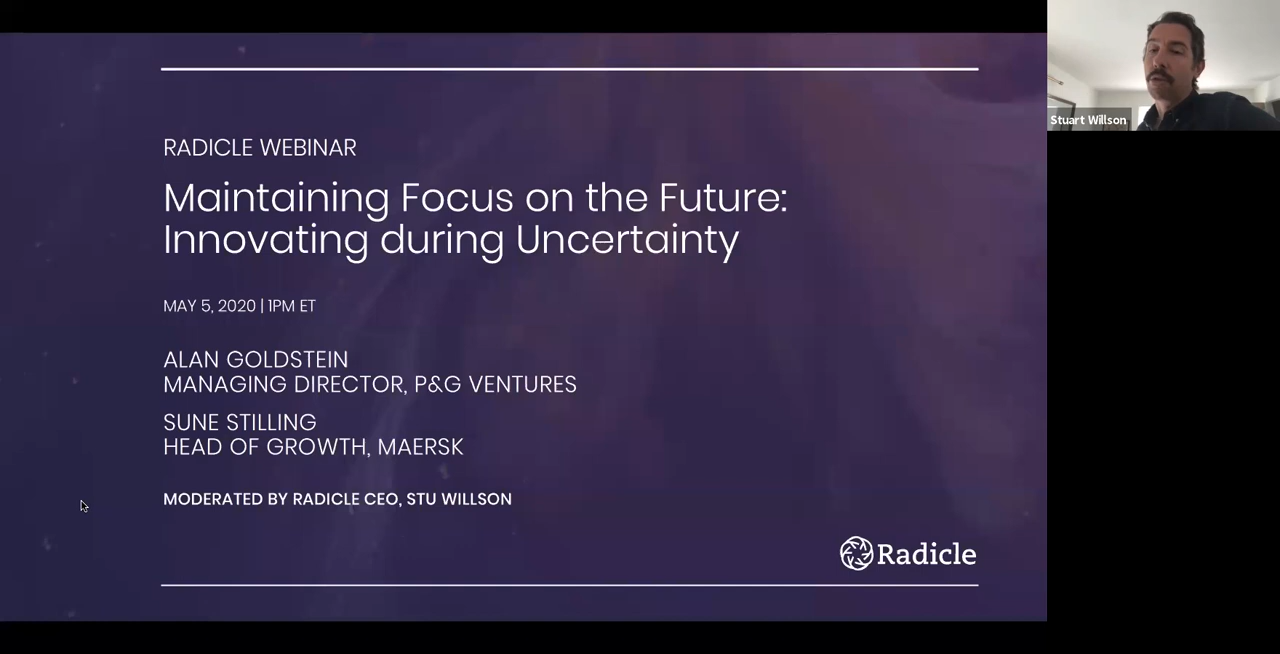 RADICLE WEBINAR
Maintaining Focus on the Future:
Innovating during Uncertainty
MAY 5, 2020 | 1PM ET
ALAN GOLDSTEIN
MANAGING DIRECTOR, P&G VENTURES
SUNE STILLING
HEAD OF GROWTH, MAERSK
MODERATED BY RADICLE CEO, STU WILLSON
Radicle
Stuart Willson